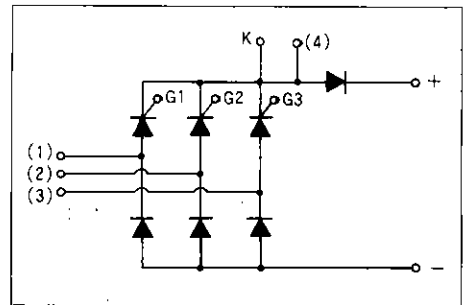 K (4)
+
G1 G2 G3
(1)
(2)
(3)
-